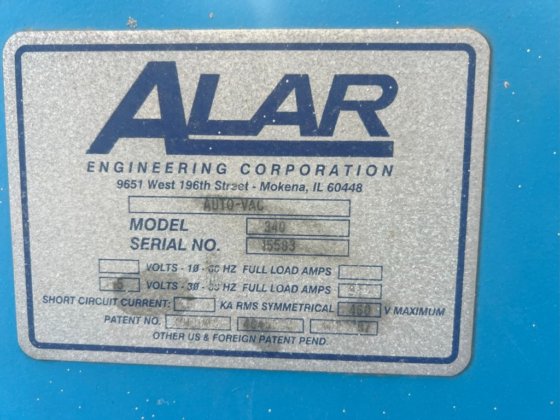 ALAR
ENGINEERING CORPORATION
9651 West 196th Street - Mokena, IL 60448
AUTO-VAC
MODEL 340
SERIAL NO. 15583
VOLTS - 1Ø - 60 HZ FULL LOAD AMPS
VOLTS - 3Ø - 60 HZ FULL LOAD AMPS
SHORT CIRCUIT CURRENT: KA RMS SYMMETRICAL 460 V MAXIMUM
PATENT NO.
OTHER US & FOREIGN PATENT PEND.